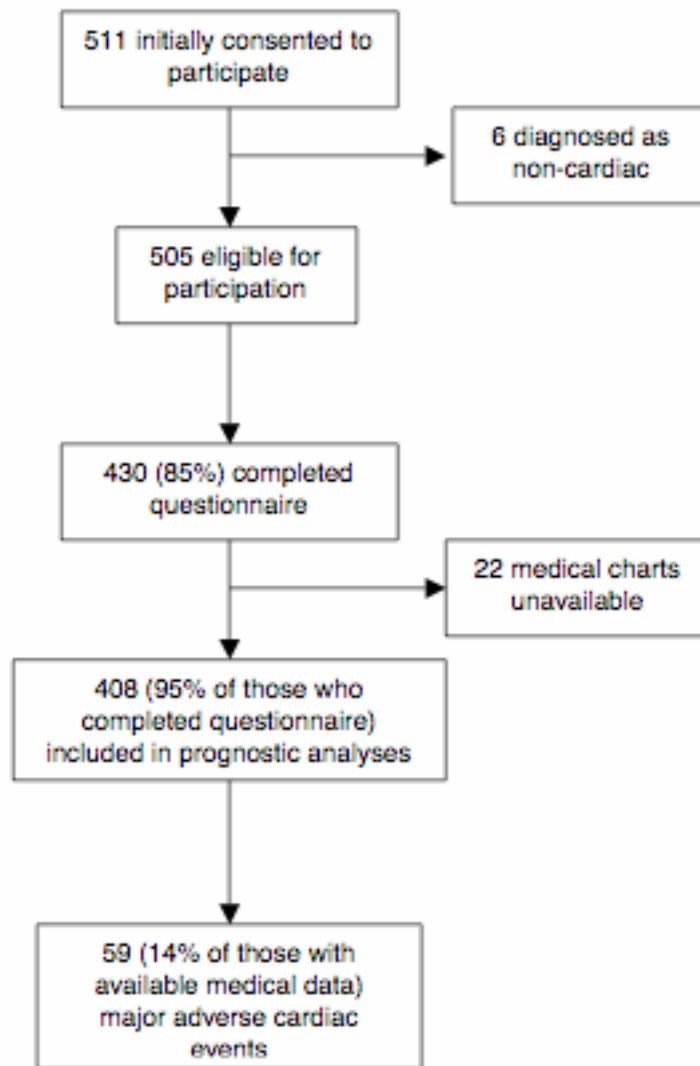 511 initially consented to
participate
6 diagnosed as
non-cardiac
505 eligible for
participation
430 (85%) completed
questionnaire
22 medical charts
unavailable
408 (95% of those who
completed questionnaire)
included in prognostic analyses
59 (14% of those with
available medical data)
major adverse cardiac
events